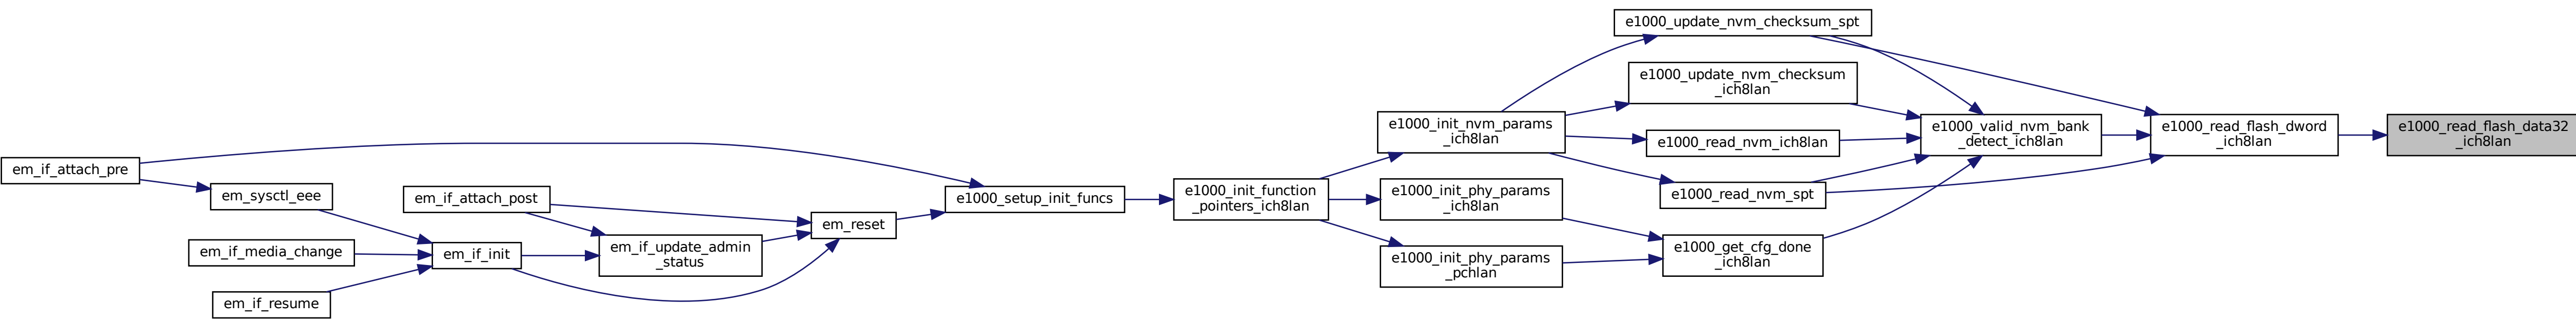 em_if_attach_pre
em_sysctl_eee
em_if_media_change
em_if_resume
em_if_attach_post
em_if_init
em_if_update_admin
_status
em_reset
e1000_setup_init_funcs
e1000_init_function
_pointers_ich8lan
e1000_init_nvm_params
_ich8lan
e1000_init_phy_params
_ich8lan
e1000_init_phy_params
_pchlan
e1000_update_nvm_checksum_spt
e1000_update_nvm_checksum
_ich8lan
e1000_read_nvm_ich8lan
e1000_read_nvm_spt
e1000_get_cfg_done
_ich8lan
e1000_valid_nvm_bank
_detect_ich8lan
e1000_read_flash_dword
_ich8lan
e1000_read_flash_data32
_ich8lan